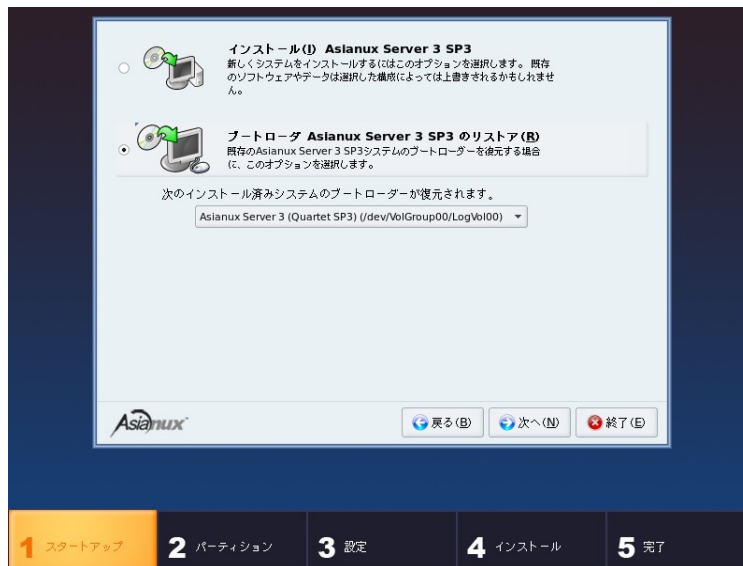 インストール(I) Asianux Server 3 SP3
新しくシステムをインストールするにはこのオプションを選択します。 既存
のソフトウェアやデータは選択した構成によっては上書きされるかもしれませ
ん。
ブートローダ Asianux Server 3 SP3 のリストア(R)
既存のAsianux Server 3 SP3システムのブートローダーを復元する場合
に、このオプションを選択します。
次のインストール済みシステムのブートローダーが復元されます。
Asianux Server 3 (Quartet SP3) (/dev/VolGroup00/LogVol00)
Asianux™
戻る(B) 次へ(N) 終了(E)
1 スタートアップ 2 パーティション 3 設定 4 インストール 5 完了